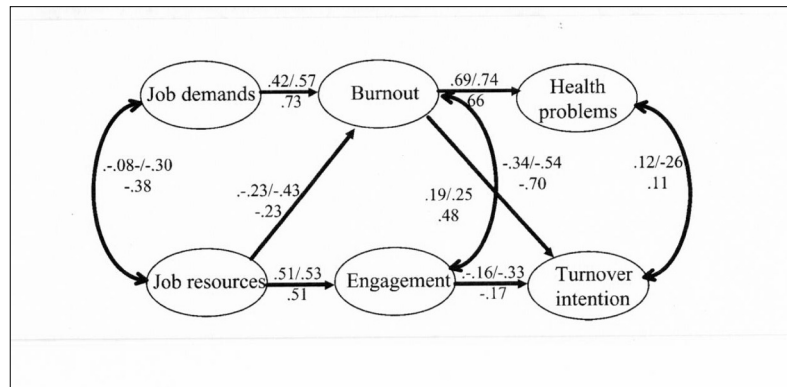 .42/.57
.69/.74
Job demands
Burnout
Health
problems
.73
.66
.-.08-/-.30
-.38
.-.23/-.43
-.23
.19/.25
.48
-.34/-.54
-.70
.12/-26
.11
.51/.53
.-.16/-.33
Job resources
Engagement
Turnover
intention
.51
-.17